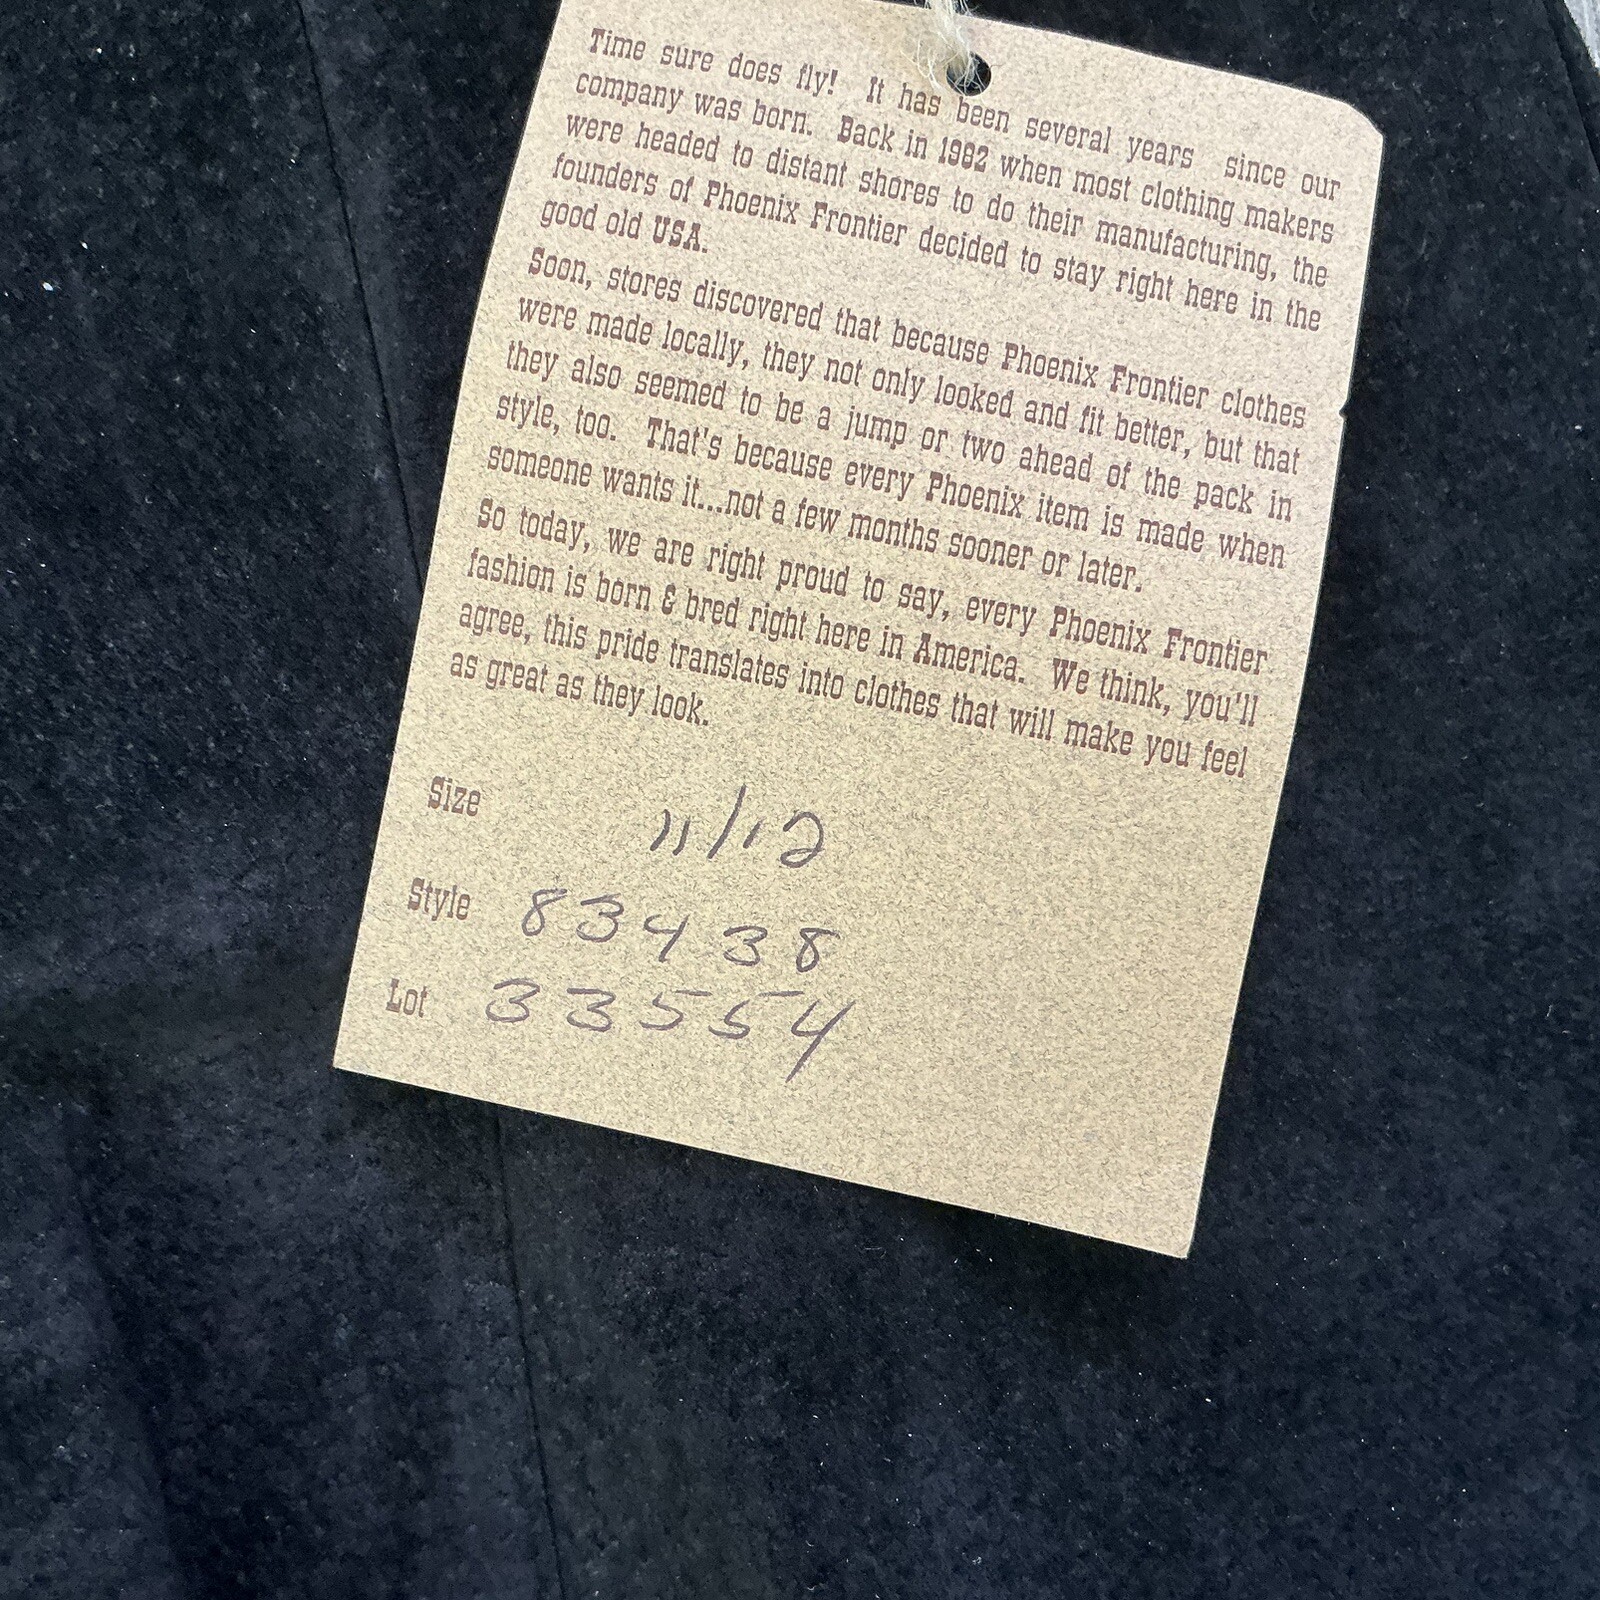 Time sure does fly! It has been several years since our
company was born. Back in 1982 when most clothing makers
were headed to distant shores to do their manufacturing, the
founders of Phoenix Frontier decided to stay right here in the
good old USA.
Soon, stores discovered that because Phoenix Frontier clothes
were made locally, they not only looked and fit better, but that
they also seemed to be a jump or two ahead of the pack in
style, too. That's because every Phoenix item is made when
someone wants it...not a few months sooner or later.
So today, we are right proud to say, every Phoenix Frontier
fashion is born & bred right here in America. We think, you'll
agree, this pride translates into clothes that will make you feel
as great as they look.
Size 11/12
Style 83438
Lot 33554